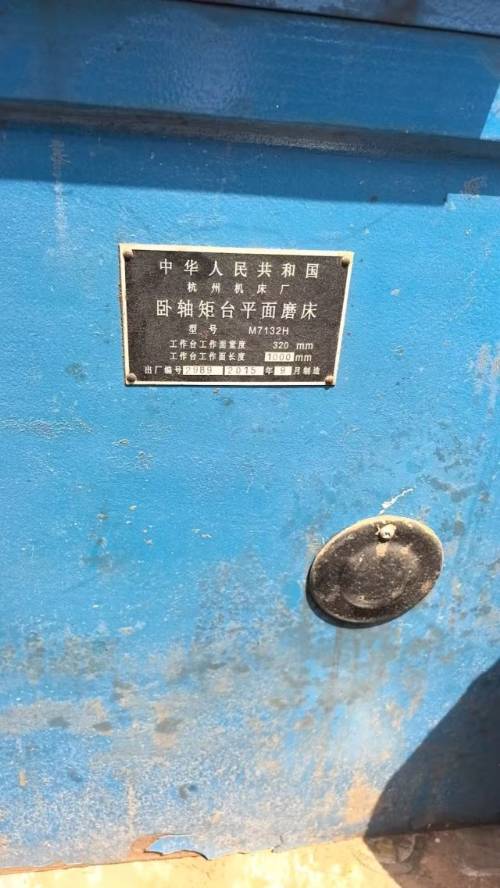 中华人民共和国
杭州机床厂
卧轴矩台平面磨床
型号 M7132H
工作台工作面宽度 320 mm
工作台工作面长度 1000 mm
出厂编号 2989 2015 年 9 月制造